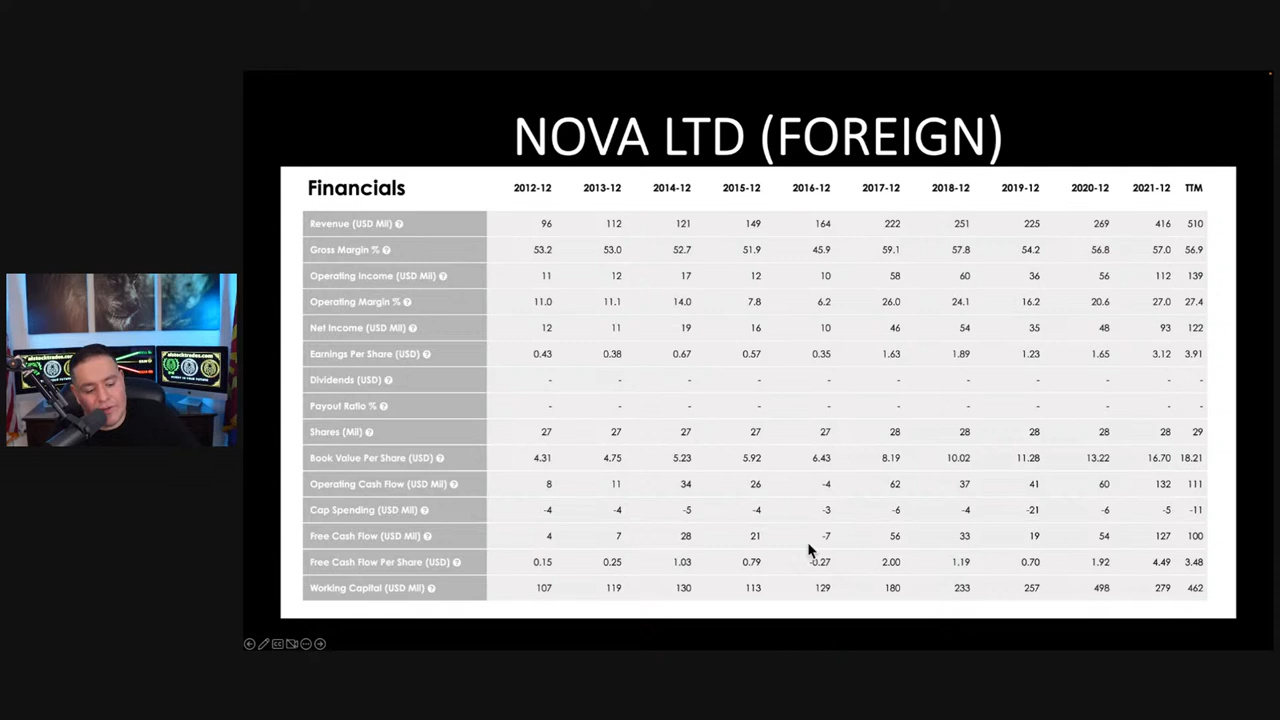 NOVA LTD (FOREIGN)
Financials 2012-12 2013-12 2014-12 2015-12 2016-12 2017-12 2018-12 2019-12 2020-12 2021-12 TTM
Revenue (USD Mil) 96 112 121 149 164 222 251 225 269 416 510
Gross Margin % 53.2 53.0 52.7 51.9 45.9 59.1 57.8 54.2 56.8 57.0 56.9
Operating Income (USD Mil) 11 12 17 12 10 58 60 36 56 112 139
Operating Margin % 11.0 11.1 14.0 7.8 6.2 26.0 24.1 16.2 20.6 27.0 27.4
Net Income (USD Mil) 12 11 19 16 10 46 54 35 48 93 122
Earnings Per Share (USD) 0.43 0.38 0.67 0.57 0.35 1.63 1.89 1.23 1.65 3.12 3.91
Dividends (USD) - - - - - - - - - - -
Payout Ratio % - - - - - - - - - - -
Shares (Mil) 27 27 27 27 27 28 28 28 28 28 29
Book Value Per Share (USD) 4.31 4.75 5.23 5.92 6.43 8.19 10.02 11.28 13.22 16.70 18.21
Operating Cash Flow (USD Mil) 8 11 34 26 -4 62 37 41 60 132 111
Cap Spending (USD Mil) -4 -4 -5 -4 -3 -6 -4 -21 -6 -5 -11
Free Cash Flow (USD Mil) 4 7 28 21 -7 56 33 19 54 127 100
Free Cash Flow Per Share (USD) 0.15 0.25 1.03 0.79 -0.27 2.00 1.19 0.70 1.92 4.49 3.48
Working Capital (USD Mil) 107 119 130 113 129 180 233 257 498 279 462
alstocktrades.com
alstocktrades.com